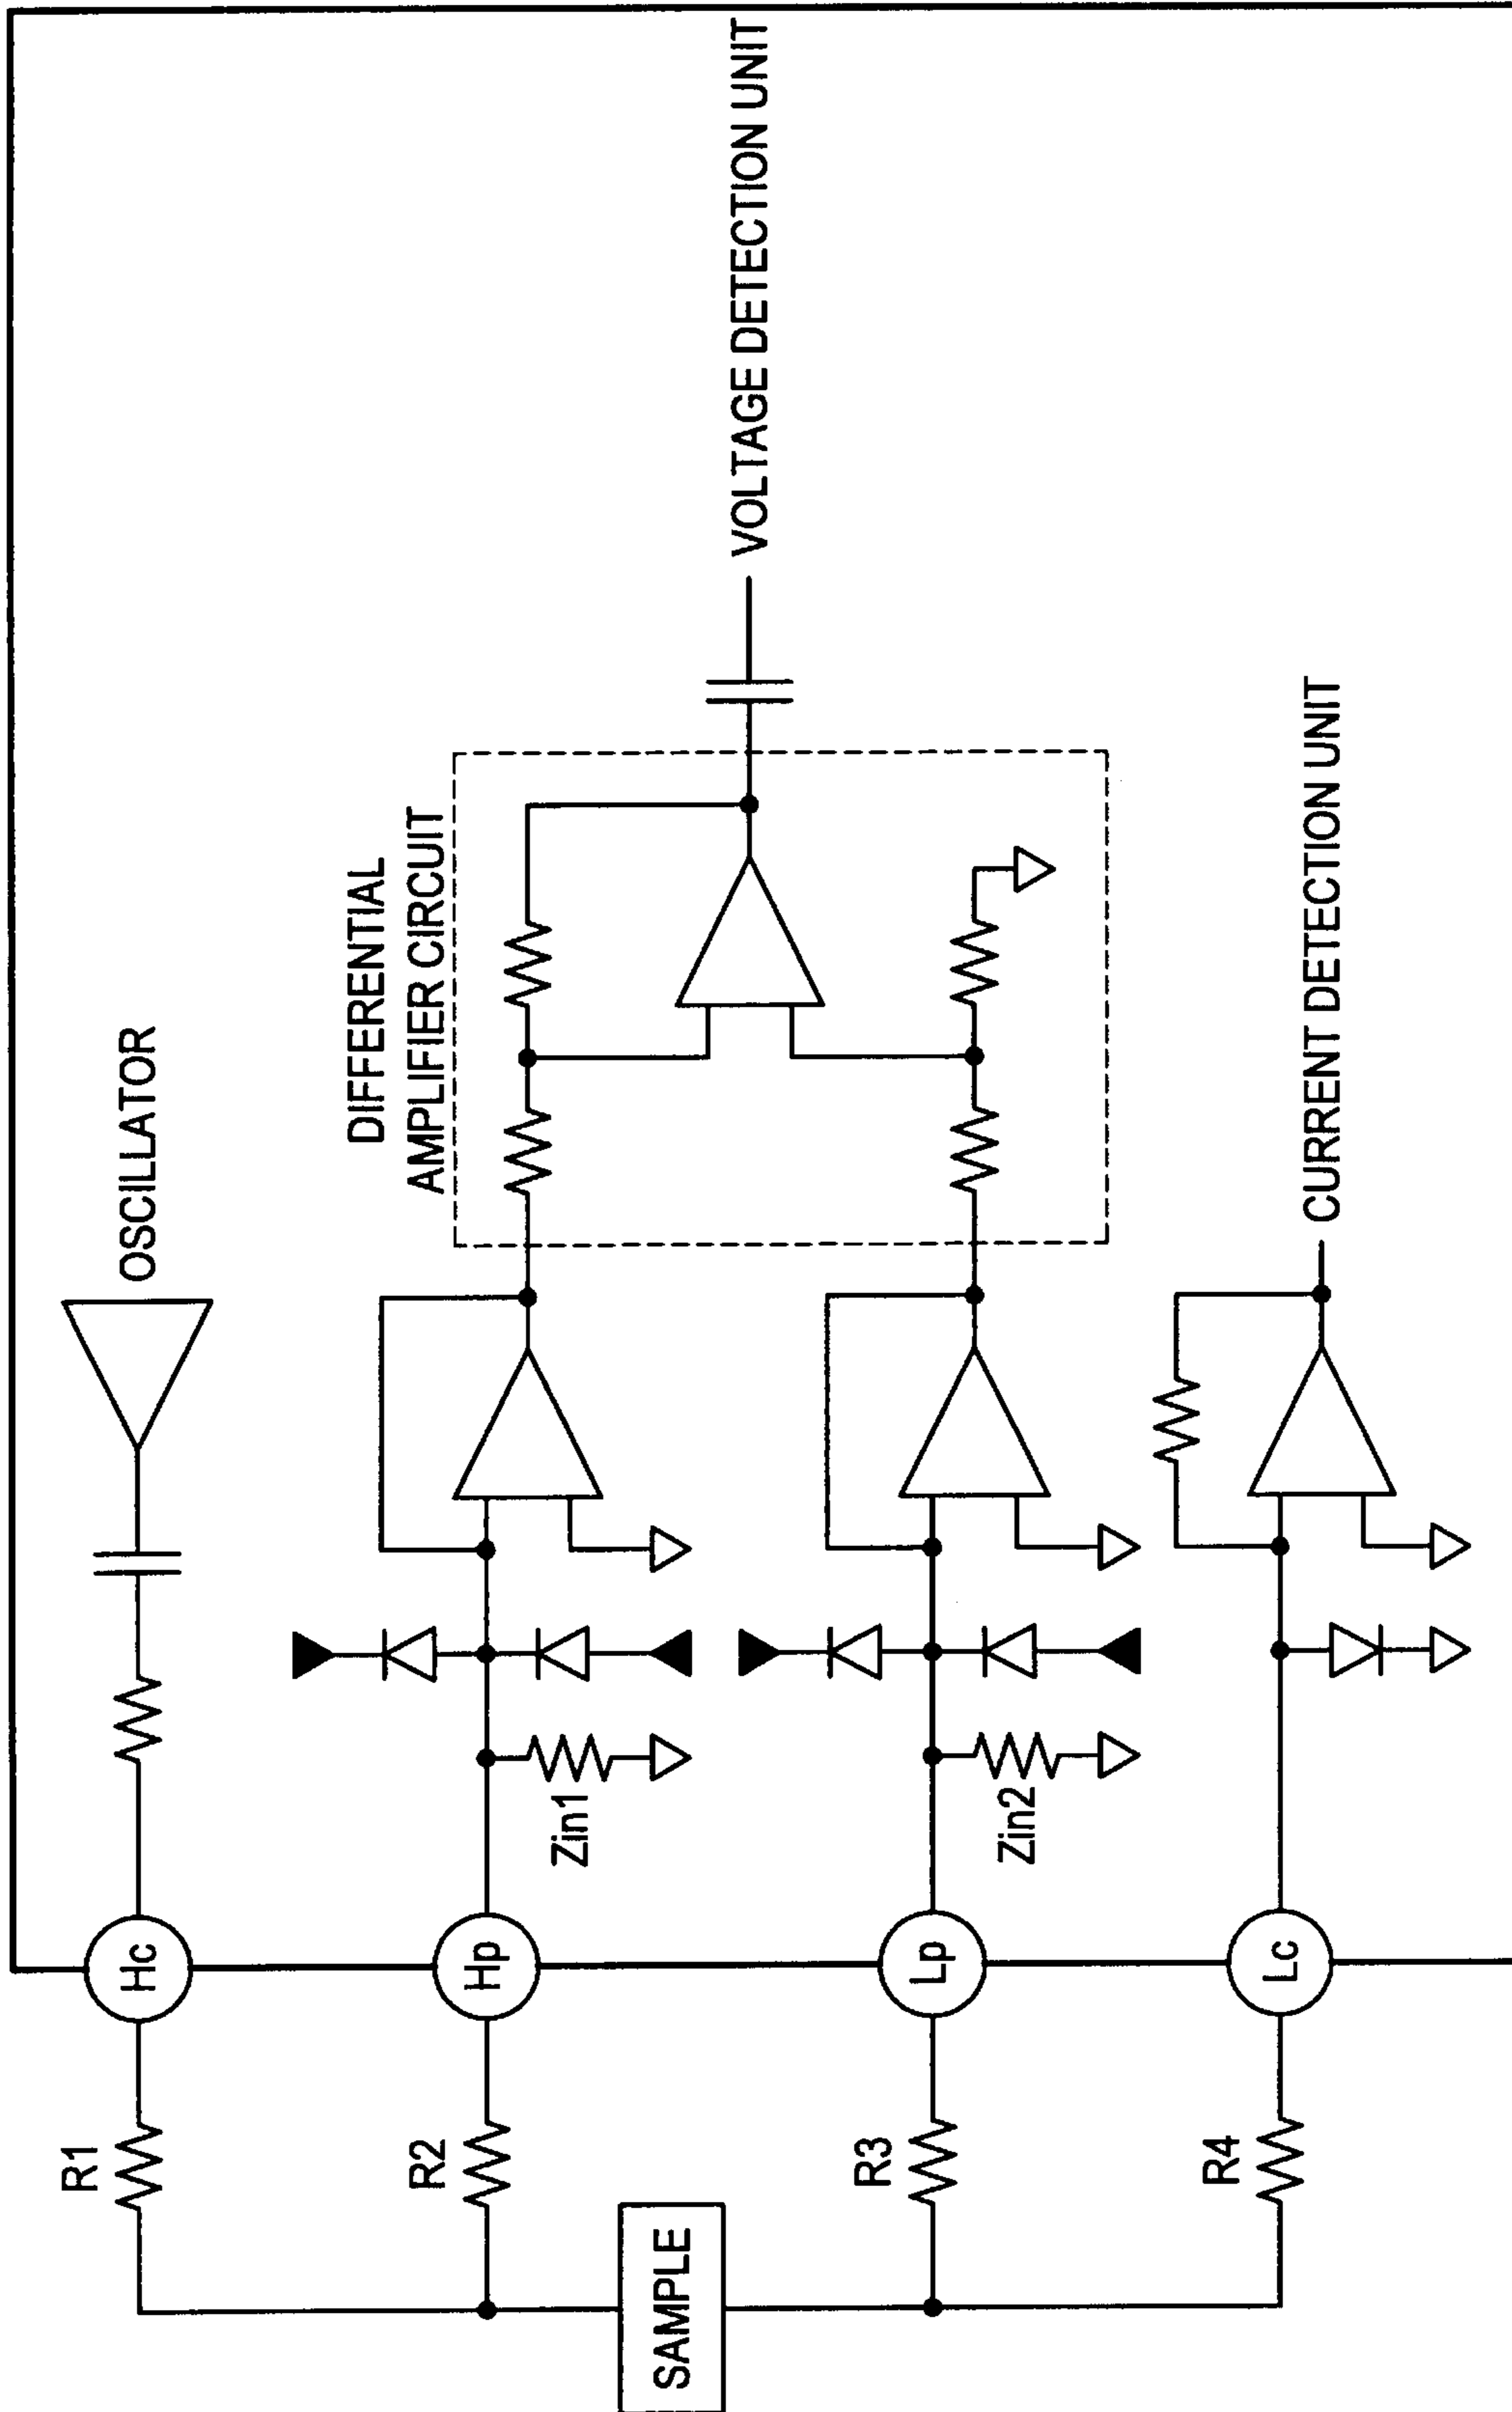 OSCILLATOR
R1
Hc
DIFFERENTIAL
AMPLIFIER CIRCUIT
R2
Hp
Zin1
VOLTAGE DETECTION UNIT
SAMPLE
R3
Lp
Zin2
R4
Lc
CURRENT DETECTION UNIT